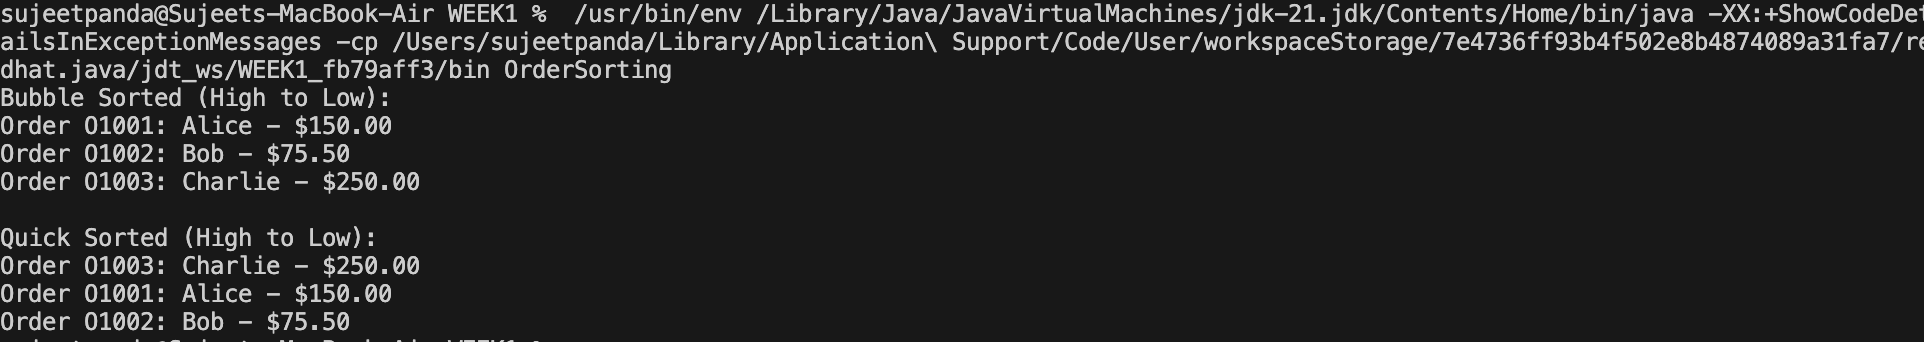 sujeetpanda@Sujeets-MacBook-Air WEEK1 %  /usr/bin/env /Library/Java/JavaVirtualMachines/jdk-21.jdk/Contents/Home/bin/java -XX:+ShowCodeDet
ailsInExceptionMessages -cp /Users/sujeetpanda/Library/Application\ Support/Code/User/workspaceStorage/7e4736ff93b4f502e8b4874089a31fa7/re
dhat.java/jdt_ws/WEEK1_fb79aff3/bin OrderSorting
Bubble Sorted (High to Low):
Order O1001: Alice - $150.00
Order O1002: Bob - $75.50
Order O1003: Charlie - $250.00

Quick Sorted (High to Low):
Order O1003: Charlie - $250.00
Order O1001: Alice - $150.00
Order O1002: Bob - $75.50